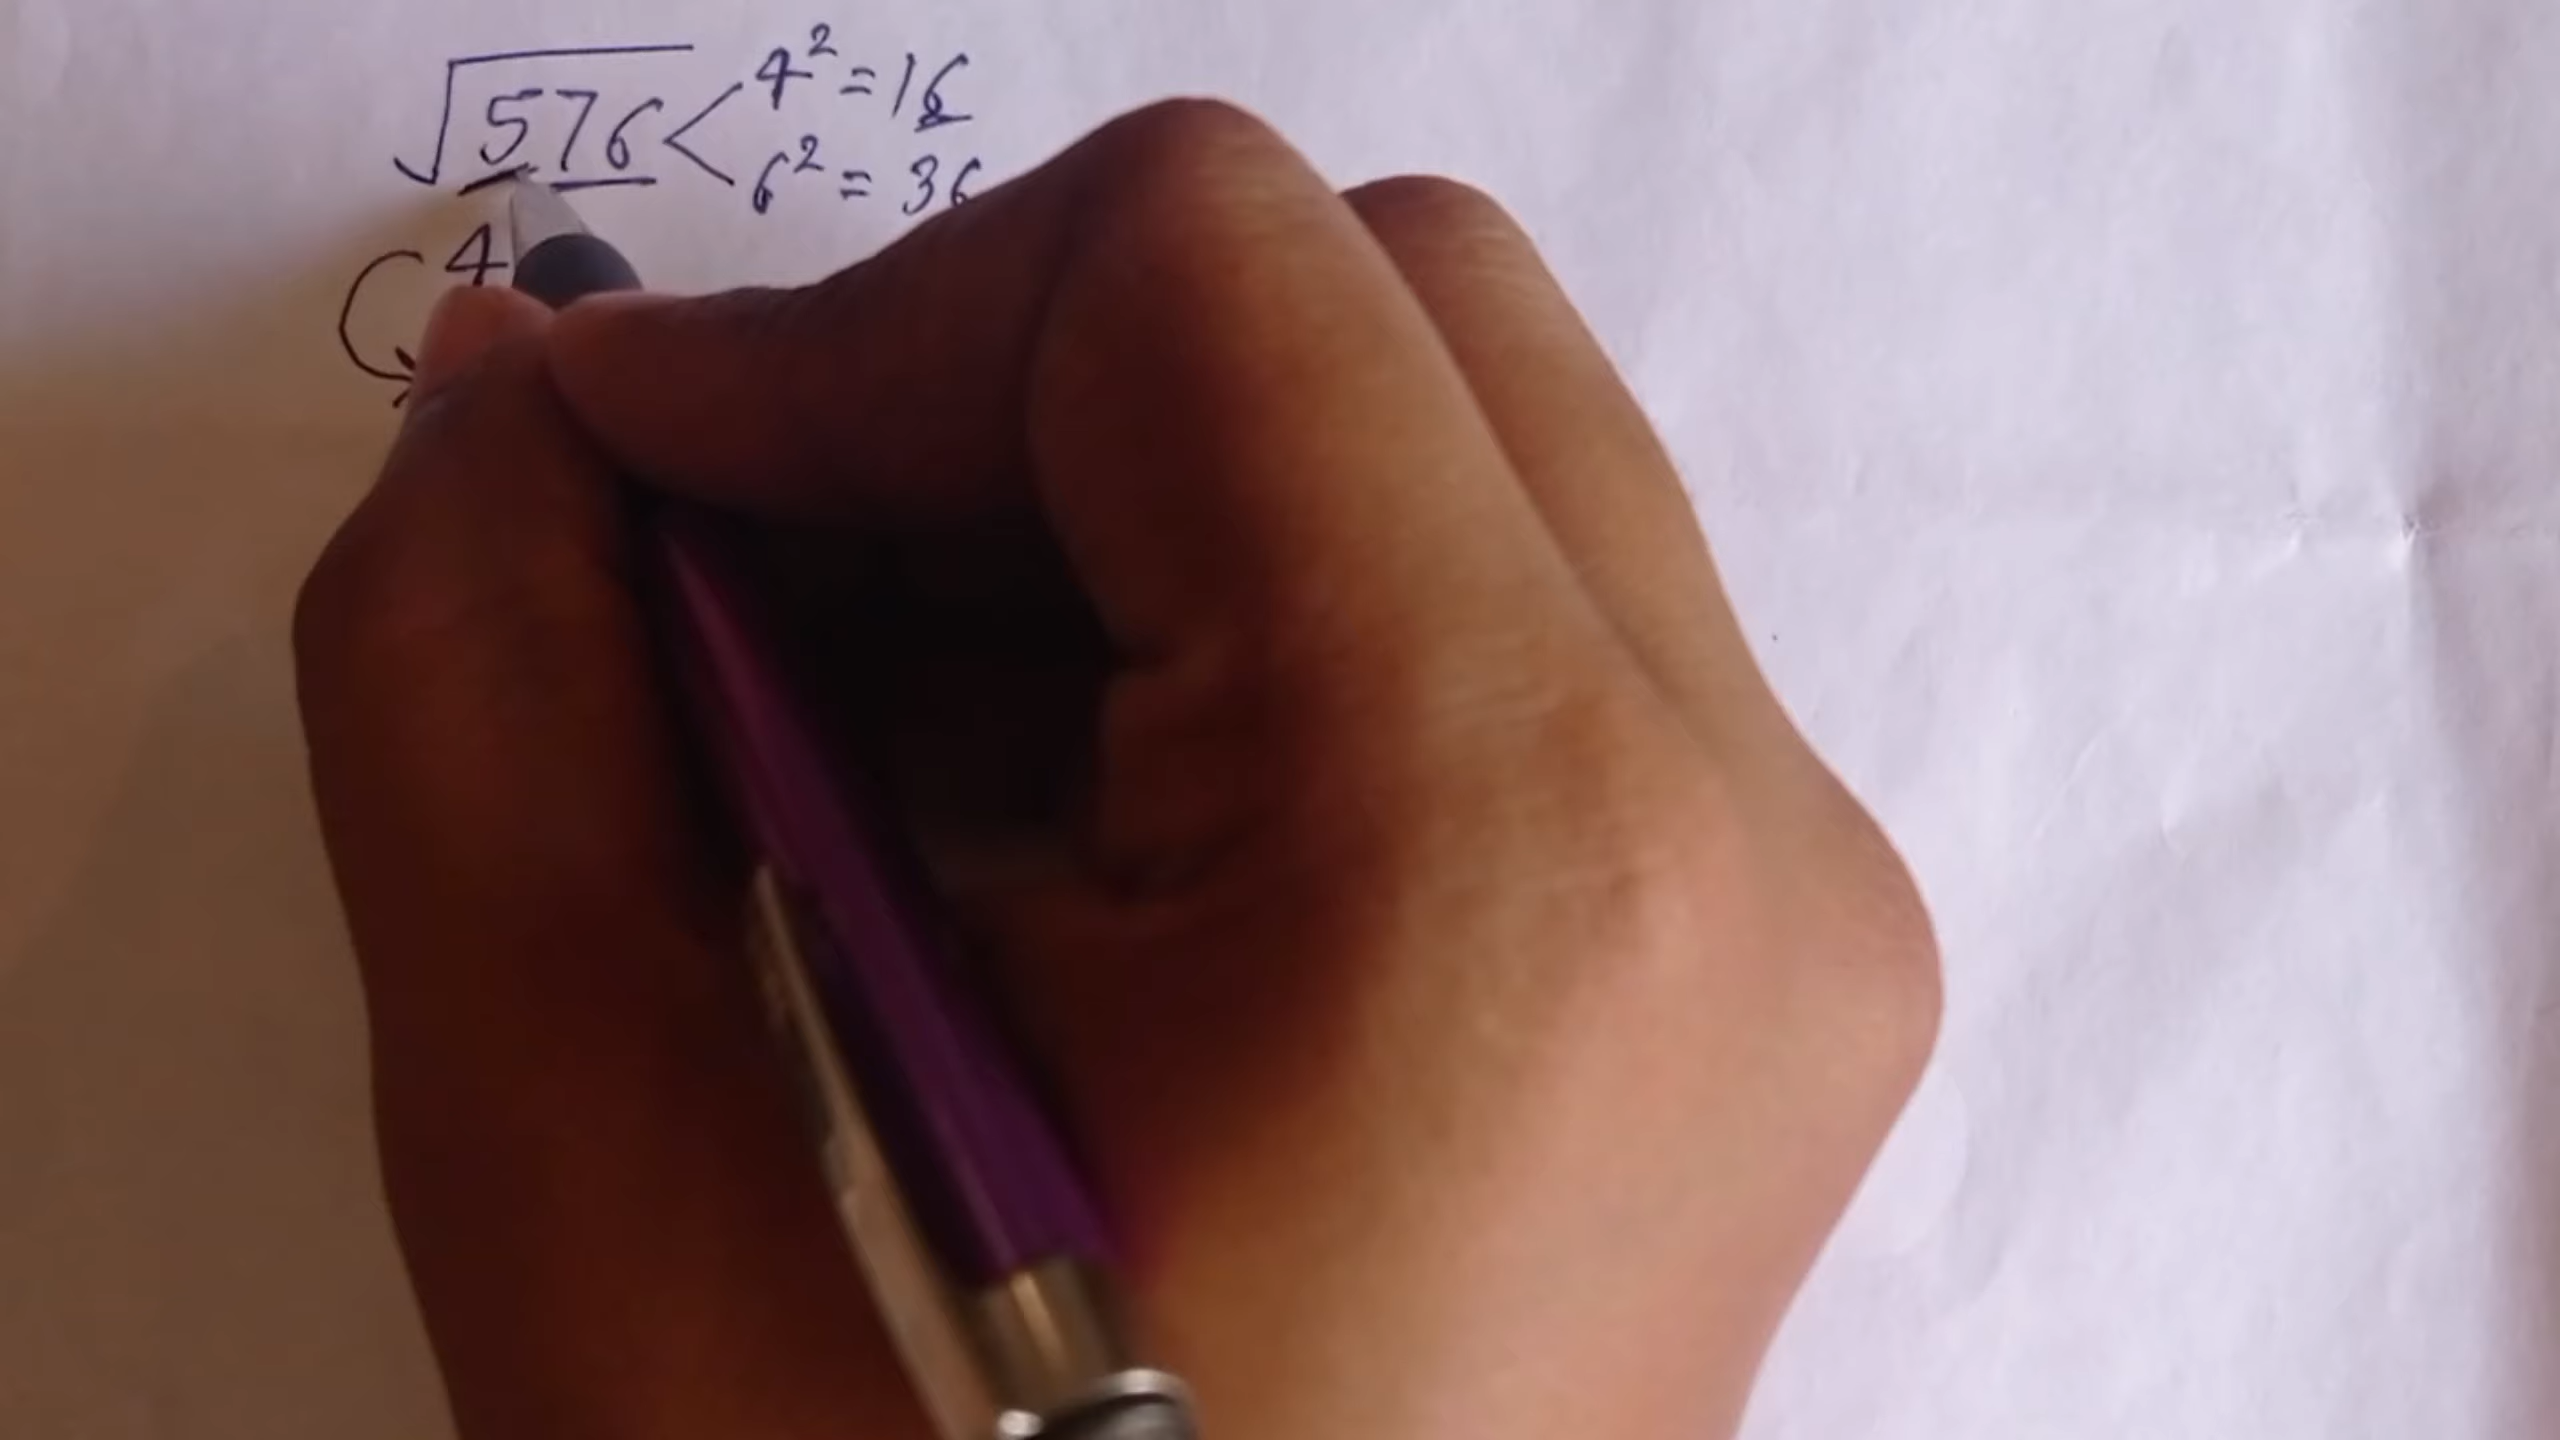 √576 < 4² = 16
6² = 36
4